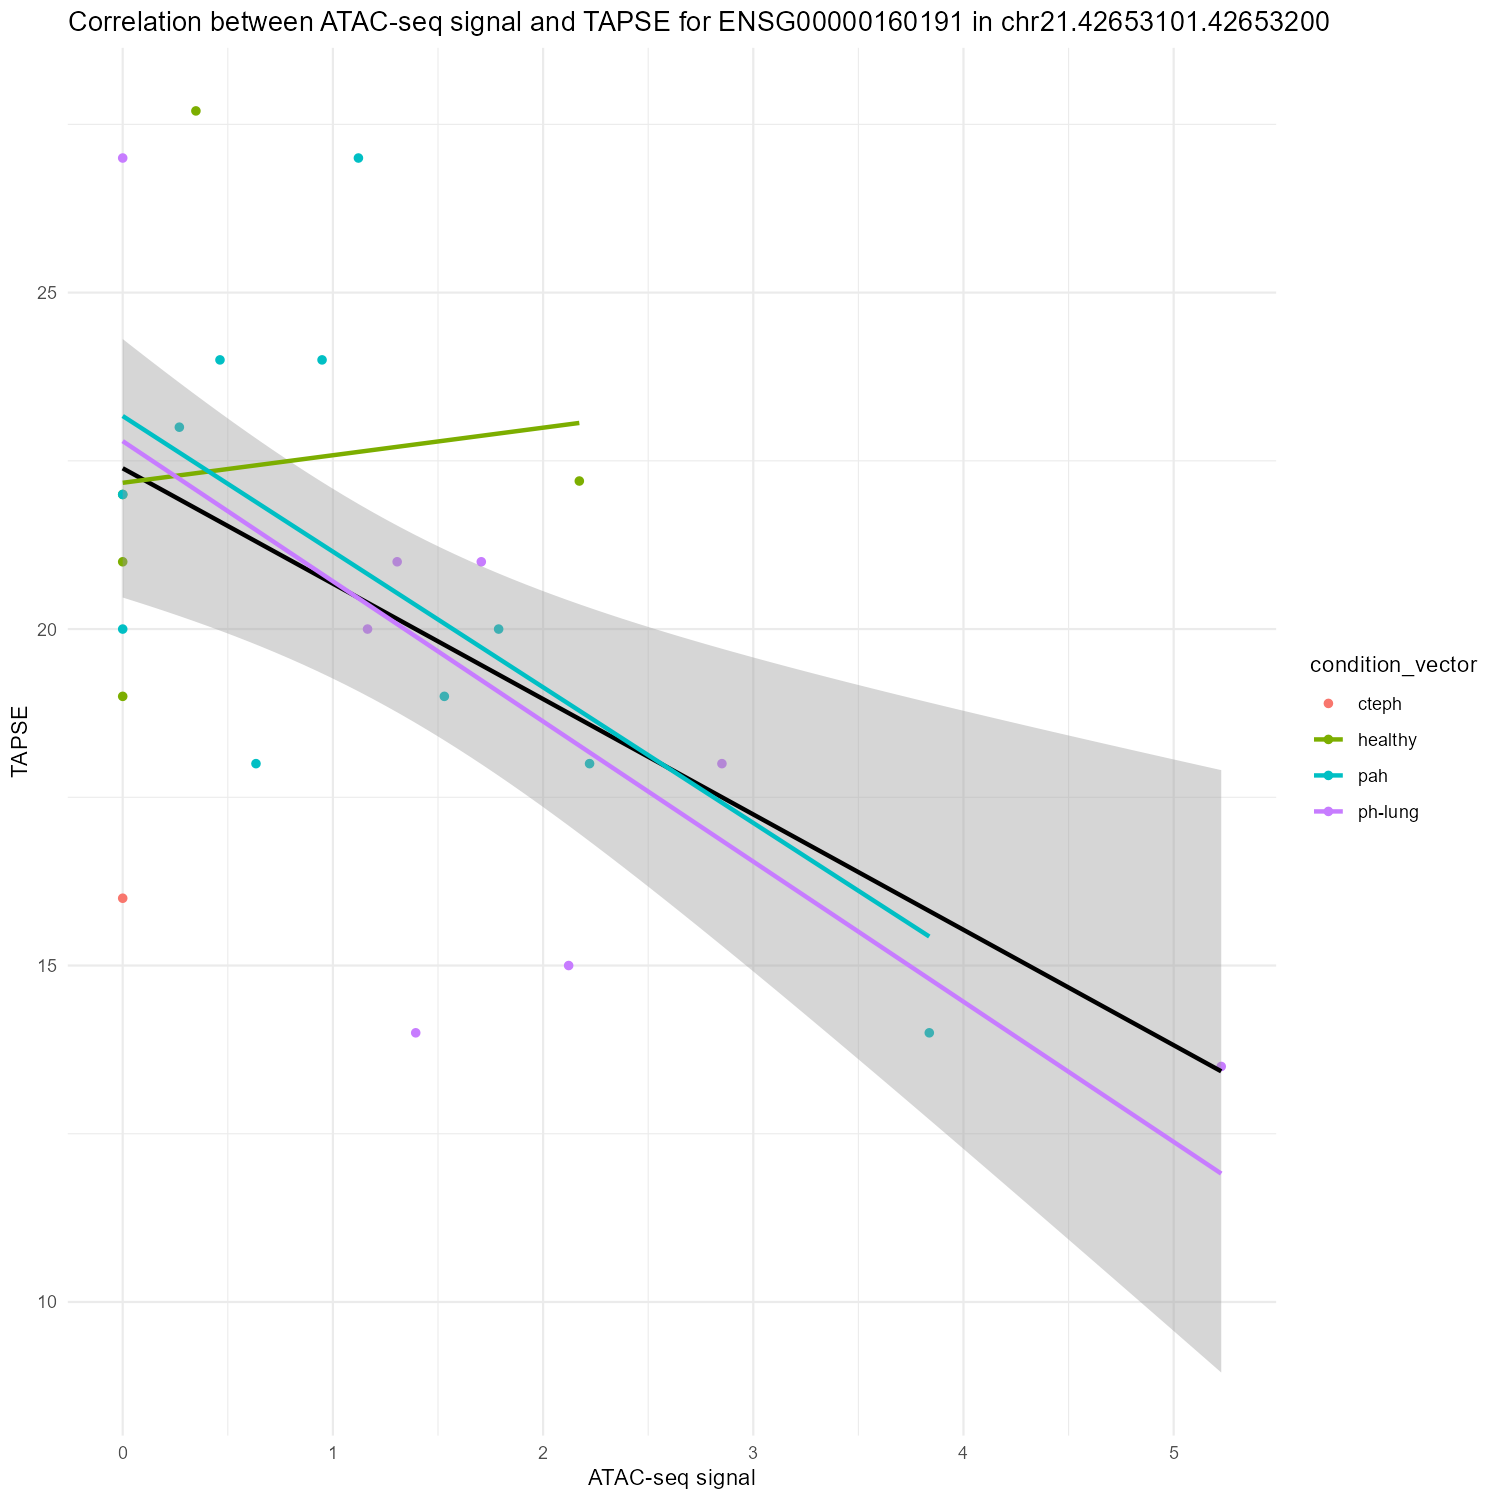 Correlation between ATAC-seq signal and TAPSE for ENSG00000160191 in chr21.42653101.42653200
25
20
15
10
TAPSE
0 1 2 3 4 5
ATAC-seq signal
condition_vector
cteph
healthy
pah
ph-lung